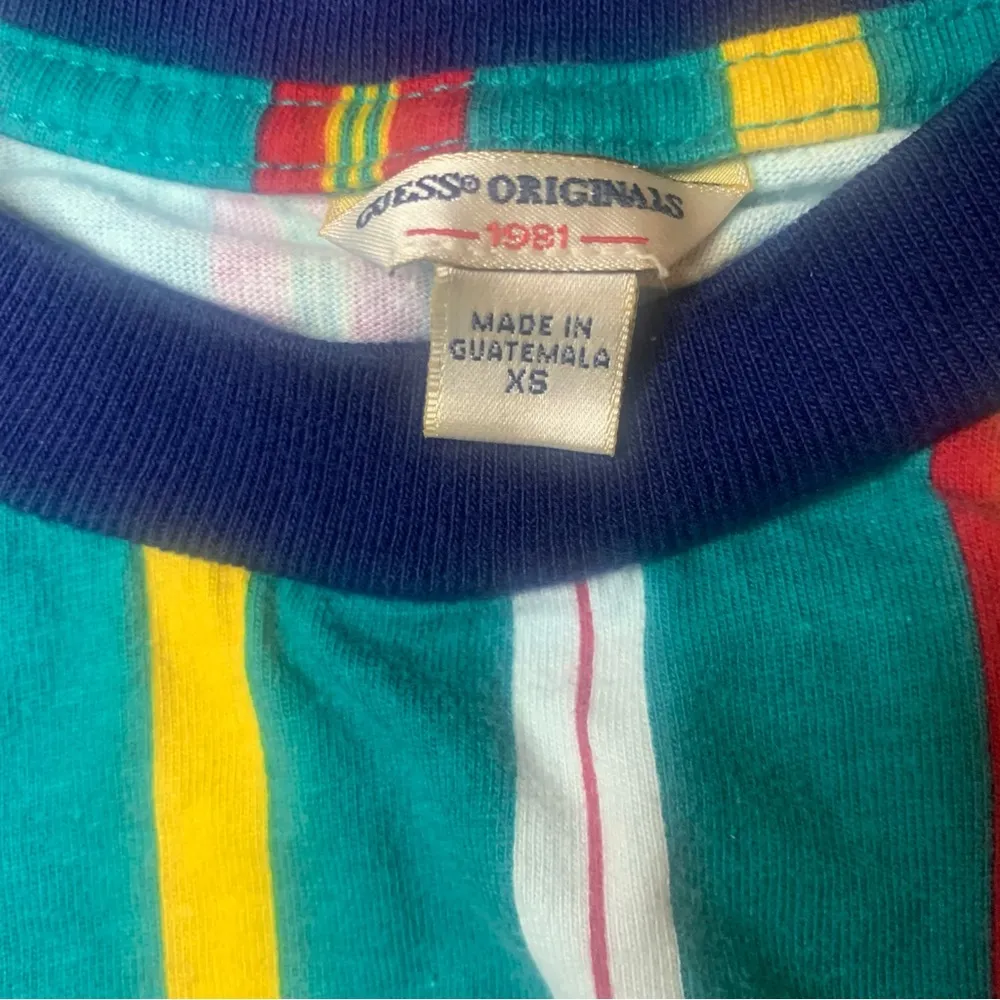 GUESS® ORIGINALS
1981
MADE IN
GUATEMALA
XS